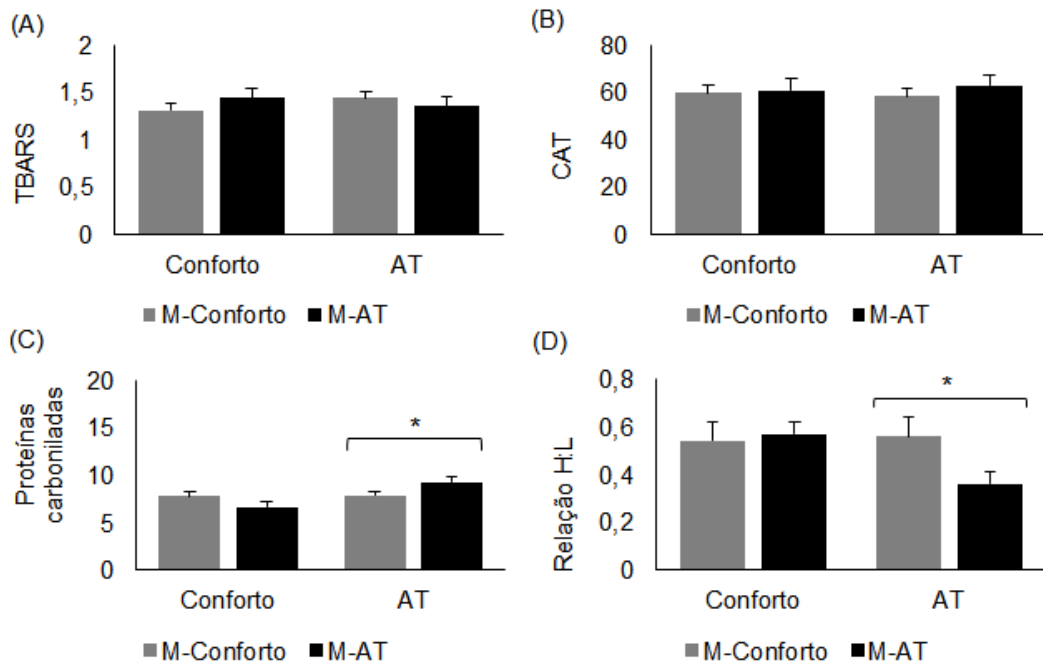 (A)
TBARS
2
1,5
1
0,5
0
Conforto AT
M-Conforto M-AT
(B)
CAT
80
60
40
20
0
Conforto AT
M-Conforto M-AT
(C)
Proteínas
carboniladas
20
15
10
5
0
*
Conforto AT
M-Conforto M-AT
(D)
Relação H:L
0,8
0,6
0,4
0,2
0
*
Conforto AT
M-Conforto M-AT